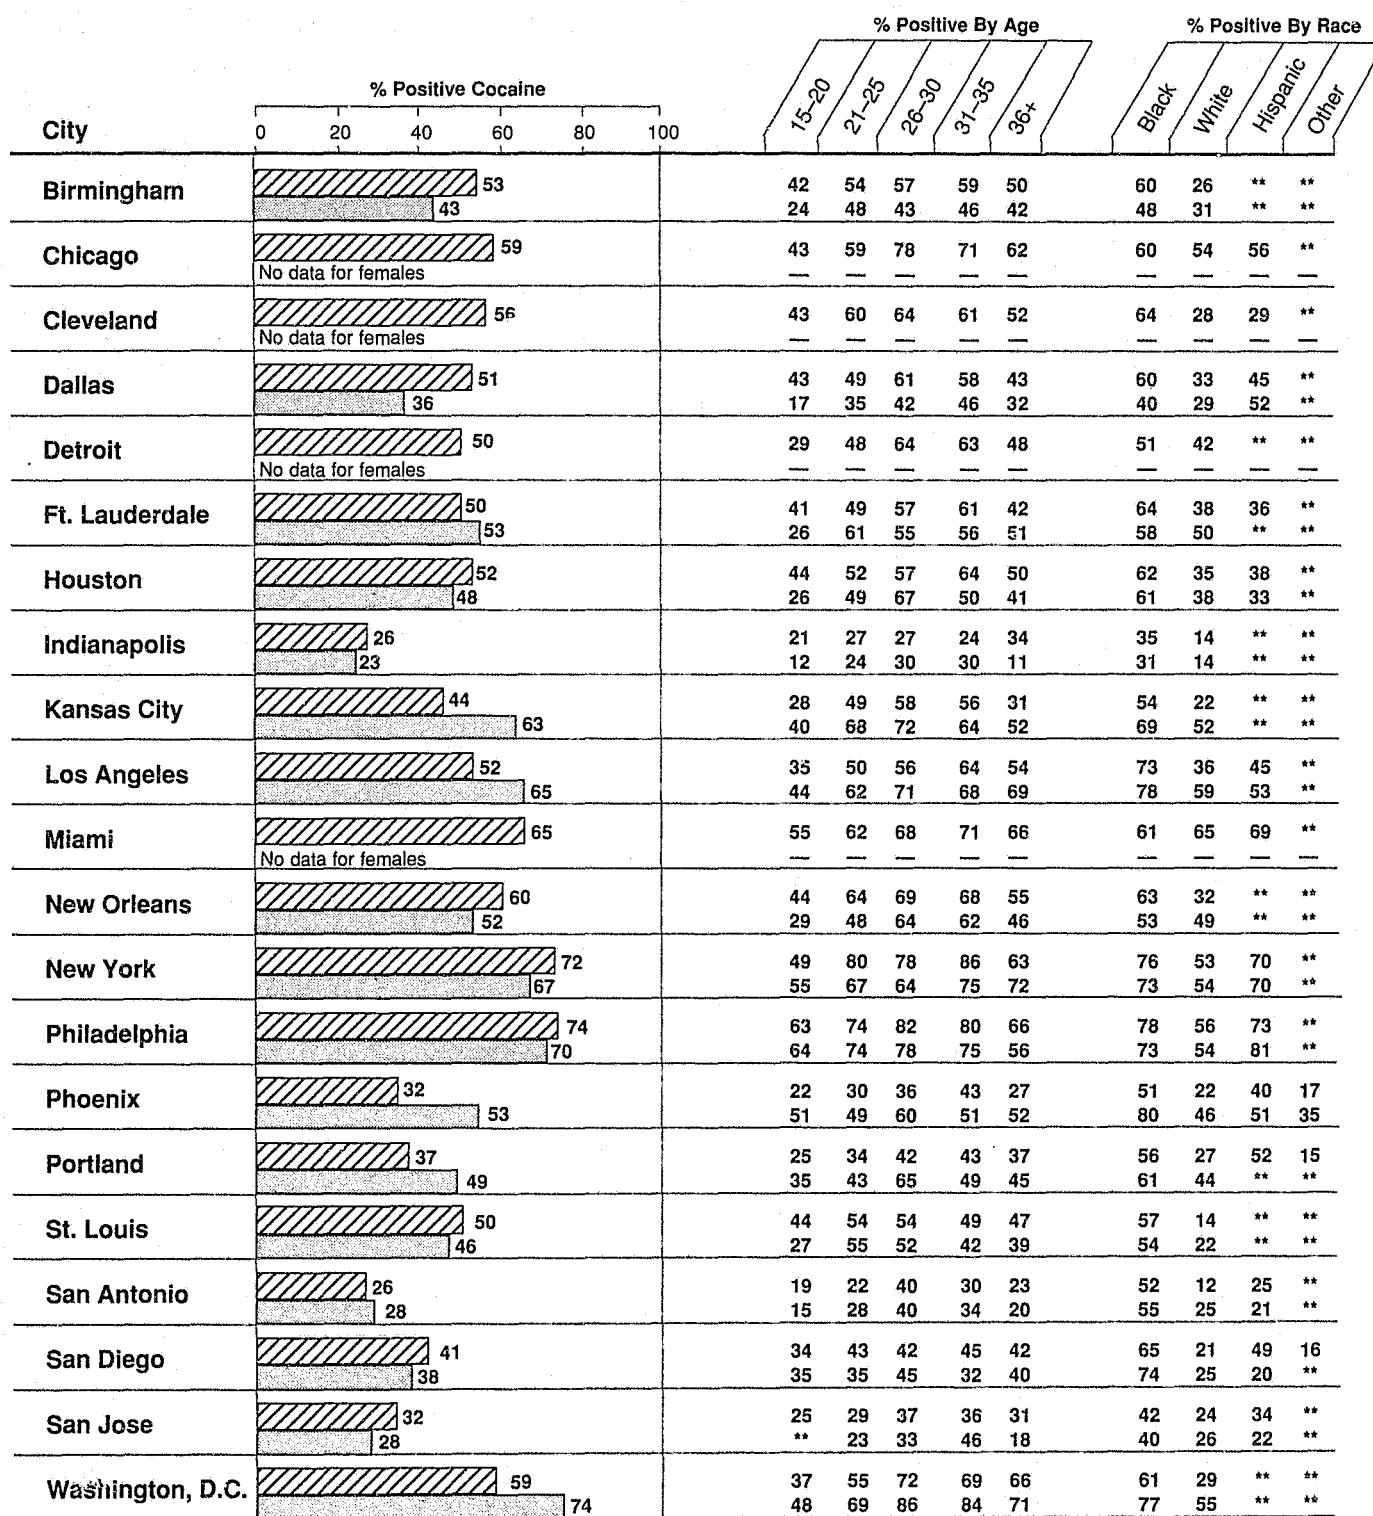 % Positive By Age % Positive By Race
% Positive Cocaine
City 0 20 40 60 80 100 15–20 21–25 26–30 31–35 36+ Black White Hispanic Other
Birmingham 53 42 54 57 59 50 60 26 ** **
43 24 48 43 46 42 48 31 ** **
Chicago 59 43 59 78 71 62 60 54 56 **
No data for females — — — — — — — — —
Cleveland 56 43 60 64 61 52 64 28 29 **
No data for females — — — — — — — — —
Dallas 51 43 49 61 58 43 60 33 45 **
36 17 35 42 46 32 40 29 52 **
Detroit 50 29 48 64 63 48 51 42 ** **
No data for females — — — — — — — — —
Ft. Lauderdale 50 41 49 57 61 42 64 38 36 **
53 26 61 55 56 51 58 50 ** **
Houston 52 44 52 57 64 50 62 35 38 **
48 26 49 67 50 41 61 38 33 **
Indianapolis 26 21 27 27 24 34 35 14 ** **
23 12 24 30 30 11 31 14 ** **
Kansas City 44 28 49 58 56 31 54 22 ** **
63 40 68 72 64 52 69 52 ** **
Los Angeles 52 35 50 56 64 54 73 36 45 **
65 44 62 71 68 69 78 59 53 **
Miami 65 55 62 68 71 66 61 65 69 **
No data for females — — — — — — — — —
New Orleans 60 44 64 69 68 55 63 32 ** **
52 29 48 64 62 46 53 49 ** **
New York 72 49 80 78 86 63 76 53 70 **
67 55 67 64 75 72 73 54 70 **
Philadelphia 74 63 74 82 80 66 78 56 73 **
70 64 74 78 75 56 73 54 81 **
Phoenix 32 22 30 36 43 27 51 22 40 17
53 51 49 60 51 52 80 46 51 35
Portland 37 25 34 42 43 37 56 27 52 15
49 35 43 65 49 45 61 44 ** **
St. Louis 50 44 54 54 49 47 57 14 ** **
46 27 55 52 42 39 54 22 ** **
San Antonio 26 19 22 40 30 23 52 12 25 **
28 15 28 40 34 20 55 25 21 **
San Diego 41 34 43 42 45 42 65 21 49 16
38 35 35 45 32 40 74 25 20 **
San Jose 32 25 29 37 36 31 42 24 34 **
28 ** 23 33 46 18 40 26 22 **
Washington, D.C. 59 37 55 72 69 66 61 29 ** **
74 48 69 86 84 71 77 55 ** **